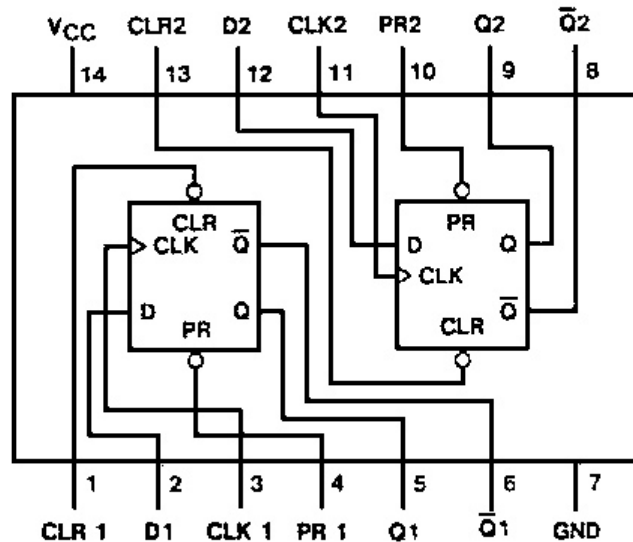 VCC CLR2 D2 CLK2 PR2 Q2 Q̅2
14 13 12 11 10 9 8
CLR PR
CLK Q̅ D Q
CLK
D Q CLR Q̅
PR
1 2 3 4 5 6 7
CLR 1 D1 CLK 1 PR 1 Q1 Q̅1 GND